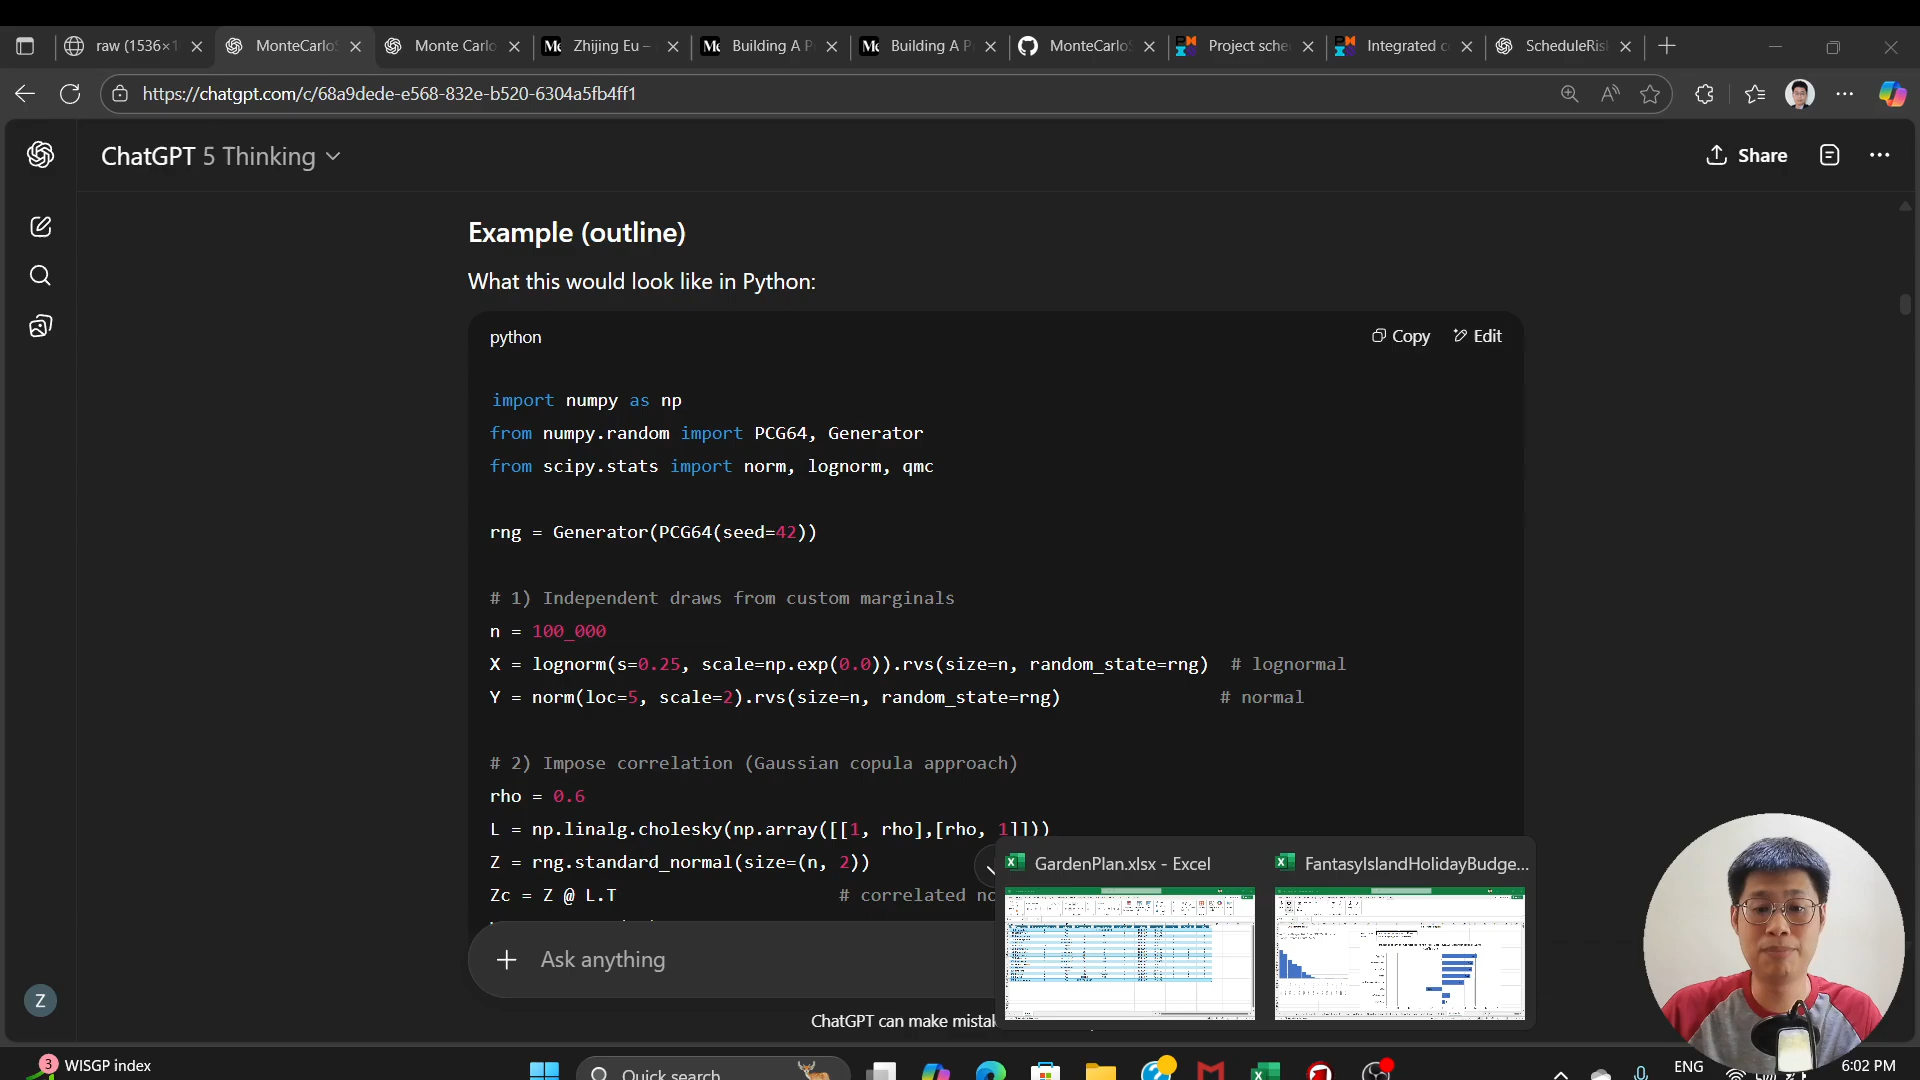 raw (1536×1
MonteCarloS
Monte Carlo
Zhijing Eu –
Building A P
Building A P
MonteCarloS
Project sche
Integrated c
ScheduleRis
https://chatgpt.com/c/68a9dede-e568-832e-b520-6304a5fb4ff1
ChatGPT 5 Thinking
Share
Example (outline)
What this would look like in Python:
python
Copy
Edit
import numpy as np
from numpy.random import PCG64, Generator
from scipy.stats import norm, lognorm, qmc
rng = Generator(PCG64(seed=42))
# 1) Independent draws from custom marginals
n = 100_000
X = lognorm(s=0.25, scale=np.exp(0.0)).rvs(size=n, random_state=rng) # lognormal
Y = norm(loc=5, scale=2).rvs(size=n, random_state=rng) # normal
# 2) Impose correlation (Gaussian copula approach)
rho = 0.6
L = np.linalg.cholesky(np.array([[1, rho],[rho, 1]]))
Z = rng.standard_normal(size=(n, 2))
Zc = Z @ L.T # correlated no
GardenPlan.xlsx - Excel
FantasyIslandHolidayBudge...
Ask anything
ChatGPT can make mistak
Z
3
WISGP index
Quick search
ENG
6:02 PM